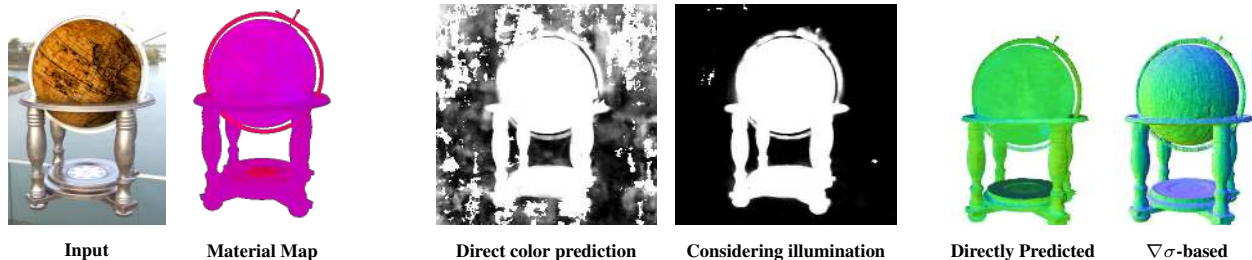 Input
Material Map
Direct color prediction
Considering illumination
Directly Predicted
∇σ-based